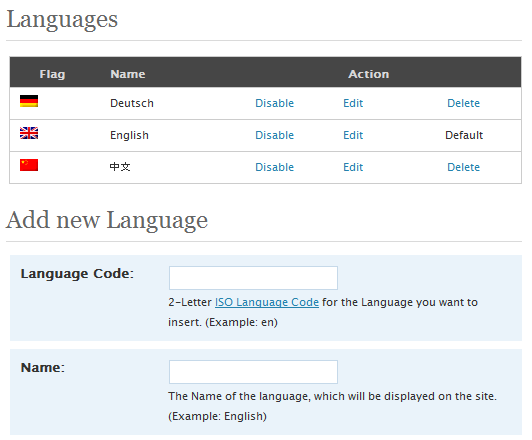 Languages
Flag Name Action
Deutsch Disable Edit Delete
English Disable Edit Default
中文 Disable Edit Delete
Add new Language
Language Code:
2-Letter ISO Language Code for the Language you want to
insert. (Example: en)
Name:
The Name of the language, which will be displayed on the site.
(Example: English)